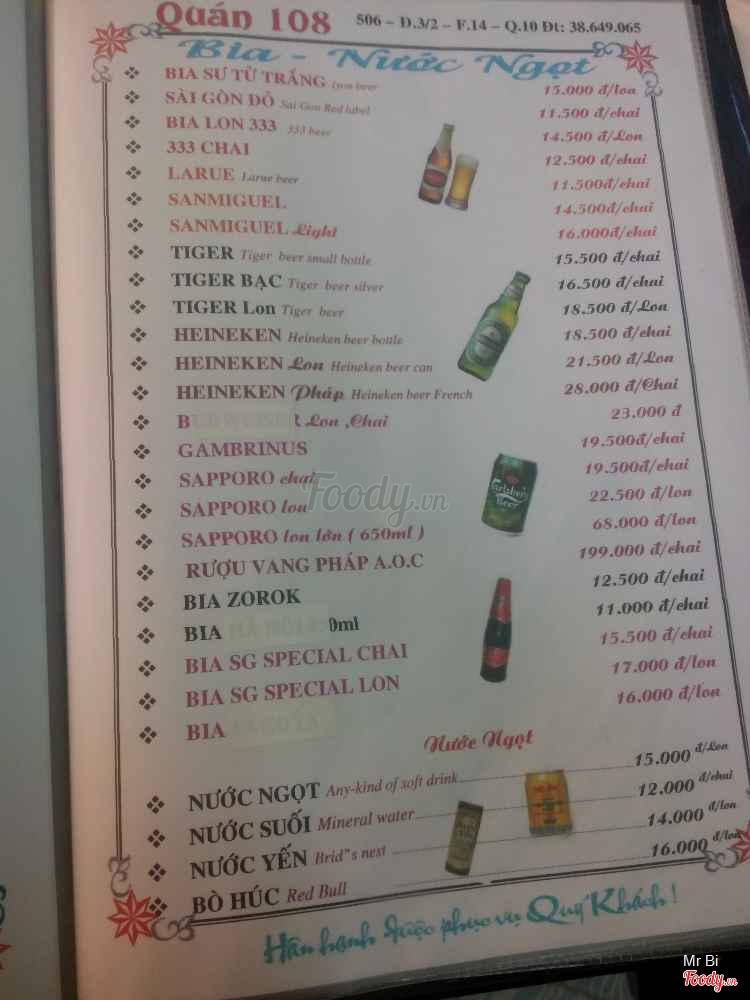 Quán 108 506 - Đ.3/2 - F.14 - Q.10 Đt: 38.649.065
Bia - Nước Ngọt
BIA SƯ TỬ TRẮNG Lyon beer 15.000 đ/lon
SÀI GÒN ĐỎ Sai Gon Red label 11.500 đ/chai
BIA LON 333 333 beer 14.500 đ/Lon
333 CHAI 12.500 đ/chai
LARUE Larue beer 11.500đ/chai
SANMIGUEL 14.500đ/chai
SANMIGUEL Light 16.000đ/chai
TIGER Tiger beer small bottle 15.500 đ/chai
TIGER BẠC Tiger beer silver 16.500 đ/chai
TIGER Lon Tiger beer 18.500 đ/Lon
HEINEKEN Heineken beer bottle 18.500 đ/chai
HEINEKEN Lon Heineken beer can 21.500 đ/Lon
HEINEKEN Pháp Heineken beer French 28.000 đ/Chai
BUDWEISER Lon ,Chai 23.000 đ
GAMBRINUS 19.500đ/chai
SAPPORO chai 19.500đ/chai
SAPPORO lon 22.500 đ/lon
SAPPORO lon lớn ( 650ml ) 68.000 đ/lon
RƯỢU VANG PHÁP A.O.C 199.000 đ/chai
BIA ZOROK 12.500 đ/chai
BIA HÀ NỘI 0ml 11.000 đ/chai
BIA SG SPECIAL CHAI 15.500 đ/chai
BIA SG SPECIAL LON 17.000 đ/lon
BIA 16.000 đ/lon
Nước Ngọt
NƯỚC NGỌT Any-kind of soft drink 15.000 đ/Lon
NƯỚC SUỐI Mineral water 12.000 đ/chai
NƯỚC YẾN Brid"s nest 14.000 đ/lon
BÒ HÚC Red Bull 16.000 đ/lon
Hân hạnh được phục vụ Quý Khách !
Carlsberg
Beer
Foody.vn
Mr Bi
Foody.vn